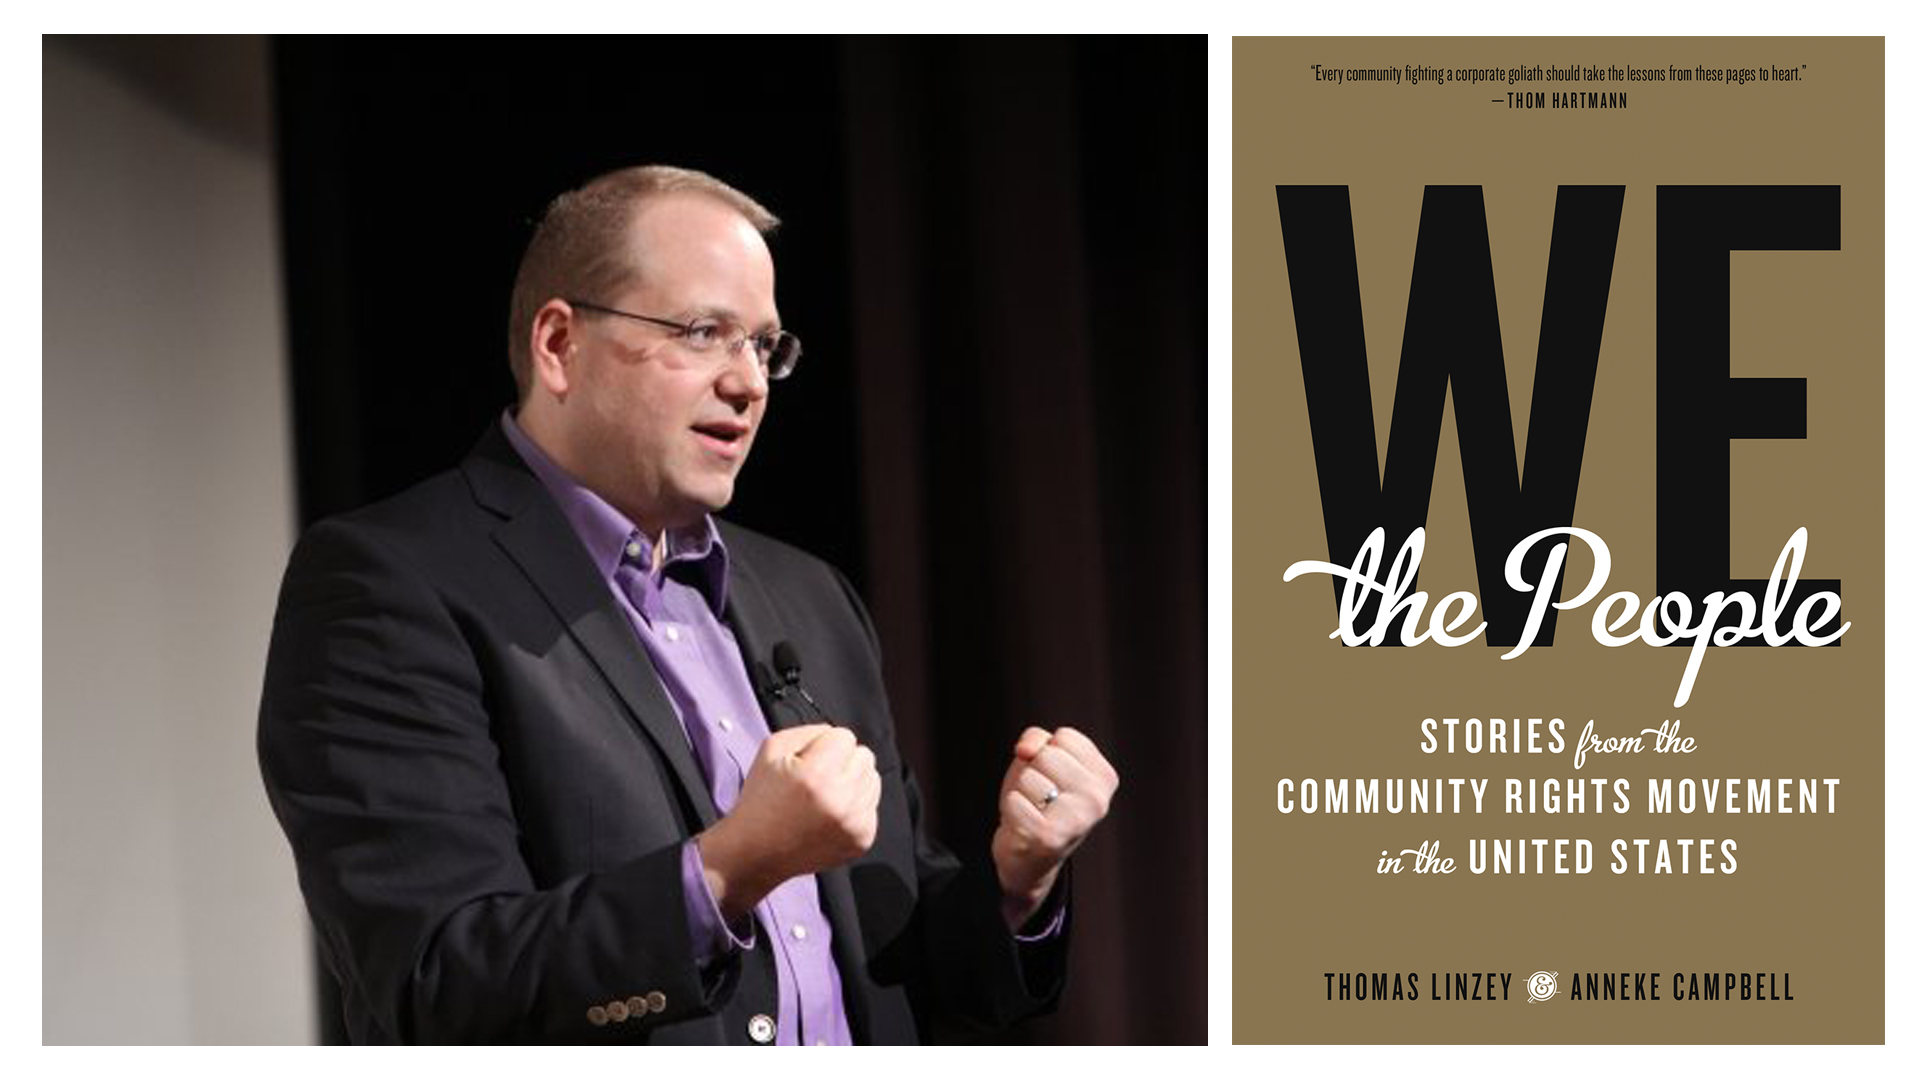 “Every community fighting a corporate goliath should take the lessons from these pages to heart.”
—THOM HARTMANN
WE
the People
STORIES from the
COMMUNITY RIGHTS MOVEMENT
in the UNITED STATES
THOMAS LINZEY & ANNEKE CAMPBELL